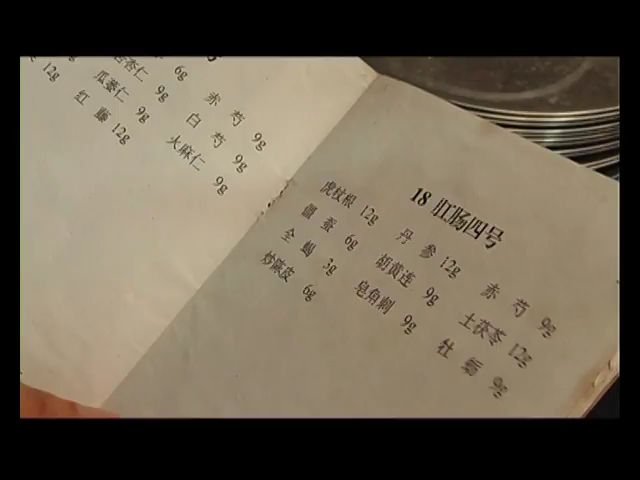 杏仁 6g 赤芍 9g
瓜蒌仁 9g 白芍 9g
12g 红藤 12g 火麻仁 9g
18 肛肠四号
虎杖根 12g 丹参 12g 赤芍 9g
僵蚕 6g 胡黄连 9g 土茯苓 12g
全蝎 3g 皂角刺 9g 牡蛎 9g
炒陈皮 6g